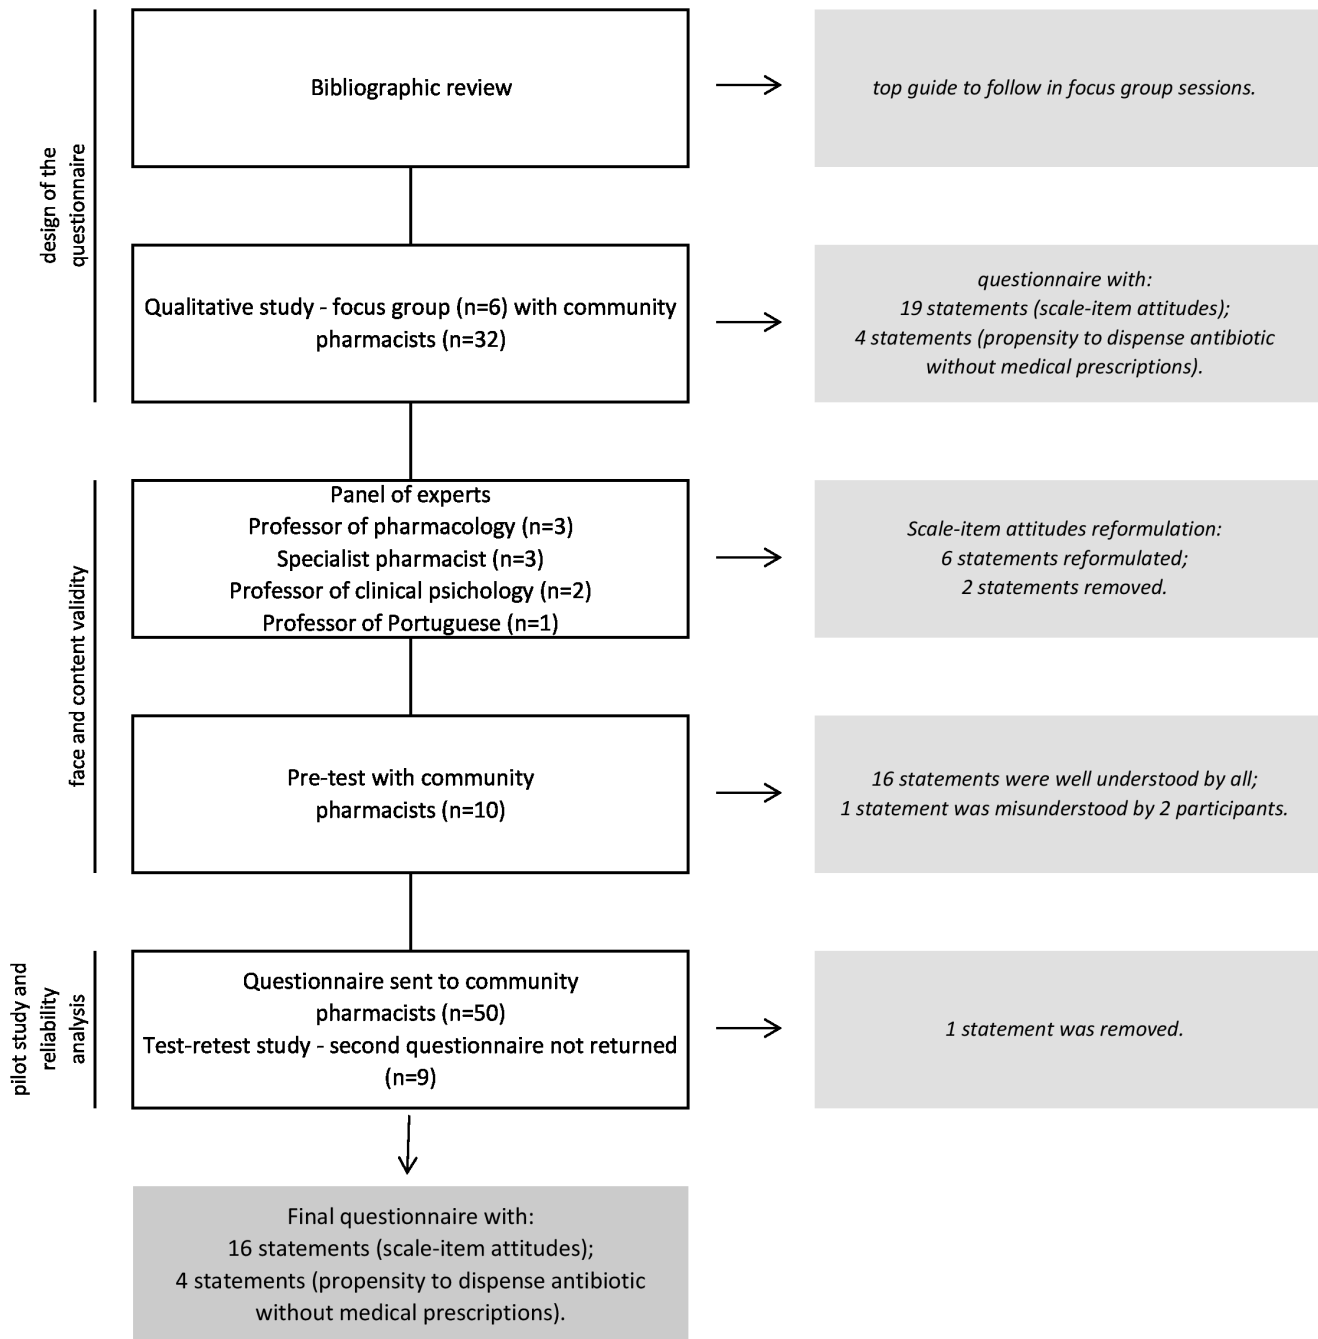 design of the
questionnaire
Bibliographic review
top guide to follow in focus group sessions.
Qualitative study - focus group (n=6) with community
pharmacists (n=32)
questionnaire with:
19 statements (scale-item attitudes);
4 statements (propensity to dispense antibiotic
without medical prescriptions).
face and content validity
Panel of experts
Professor of pharmacology (n=3)
Specialist pharmacist (n=3)
Professor of clinical psichology (n=2)
Professor of Portuguese (n=1)
Scale-item attitudes reformulation:
6 statements reformulated;
2 statements removed.
Pre-test with community
pharmacists (n=10)
16 statements were well understood by all;
1 statement was misunderstood by 2 participants.
pilot study and
reliability
analysis
Questionnaire sent to community
pharmacists (n=50)
Test-retest study - second questionnaire not returned
(n=9)
1 statement was removed.
Final questionnaire with:
16 statements (scale-item attitudes);
4 statements (propensity to dispense antibiotic
without medical prescriptions).